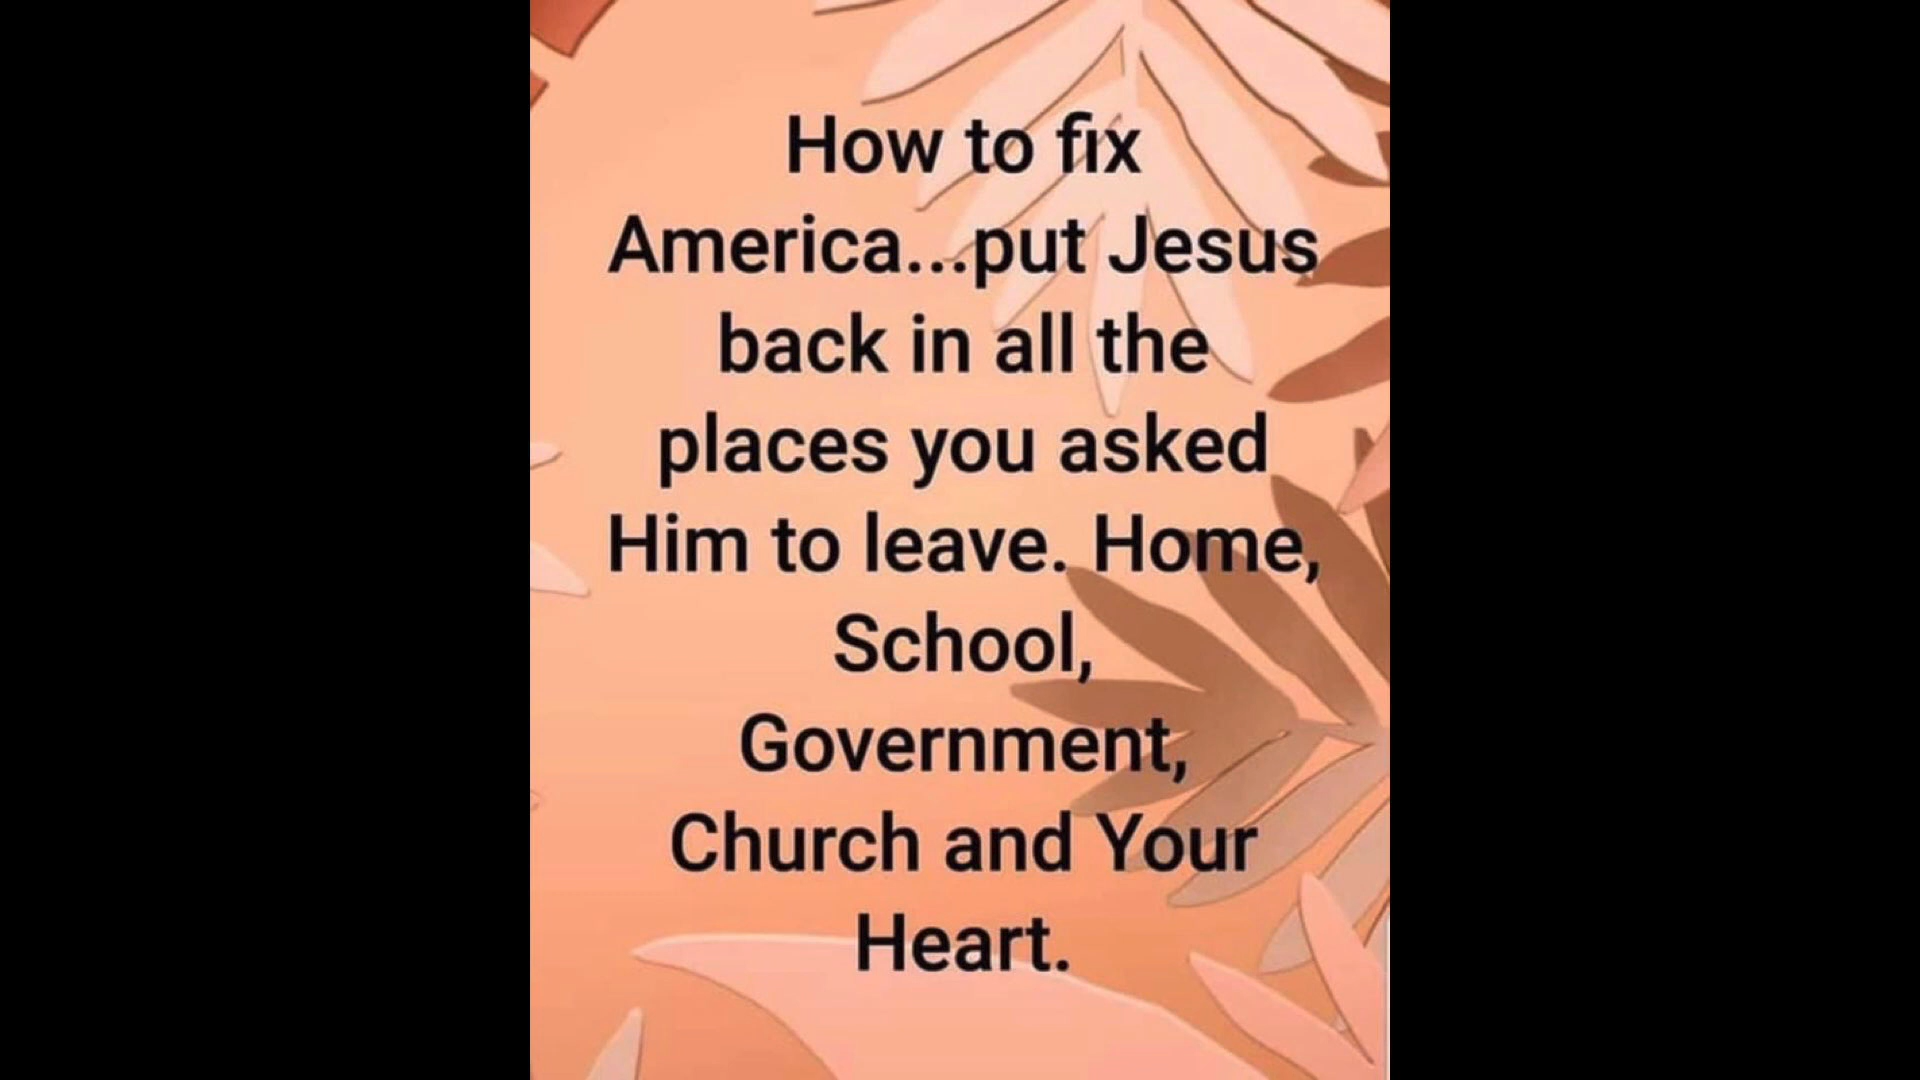 How to fix
America...put Jesus
back in all the
places you asked
Him to leave. Home,
School,
Government,
Church and Your
Heart.